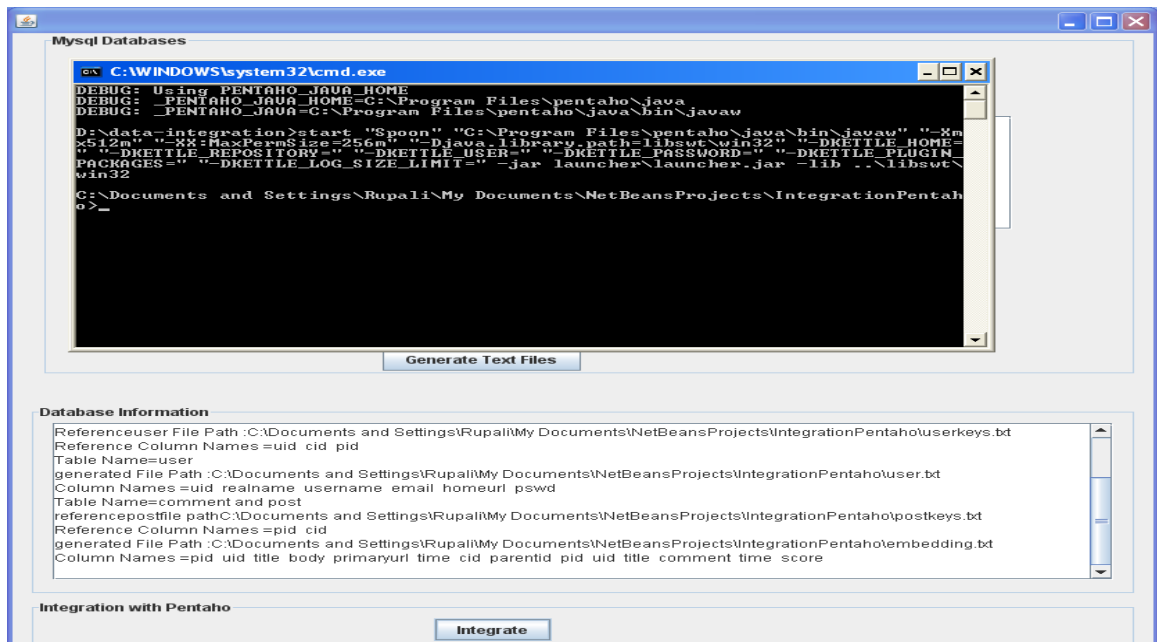 Mysql Databases
C:\WINDOWS\system32\cmd.exe
DEBUG: Using PENTAHO_JAVA_HOME
DEBUG: _PENTAHO_JAVA_HOME=C:\Program Files\pentaho\java
DEBUG: _PENTAHO_JAVA=C:\Program Files\pentaho\java\bin\javaw
D:\data-integration>start "Spoon" "C:\Program Files\pentaho\java\bin\javaw" "-Xm
x512m" "-XX:MaxPermSize=256m" "-Djava.library.path=libswt\win32" "-DKETTLE_HOME=
" "-DKETTLE_REPOSITORY=" "-DKETTLE_USER=" "-DKETTLE_PASSWORD=" "-DKETTLE_PLUGIN_
PACKAGES=" "-DKETTLE_LOG_SIZE_LIMIT=" -jar launcher\launcher.jar -lib ..\libswt\
win32
C:\Documents and Settings\Rupali\My Documents\NetBeansProjects\IntegrationPentah
o>_
Generate Text Files
Database Information
Referenceuser File Path :C:\Documents and Settings\Rupali\My Documents\NetBeansProjects\IntegrationPentaho\userkeys.txt
Reference Column Names =uid cid pid
Table Name=user
generated File Path :C:\Documents and Settings\Rupali\My Documents\NetBeansProjects\IntegrationPentaho\user.txt
Column Names =uid realname username email homeurl pswd
Table Name=comment and post
referencepostfile pathC:\Documents and Settings\Rupali\My Documents\NetBeansProjects\IntegrationPentaho\postkeys.txt
Reference Column Names =pid cid
generated File Path :C:\Documents and Settings\Rupali\My Documents\NetBeansProjects\IntegrationPentaho\embedding.txt
Column Names =pid uid title body primaryurl time cid parentid pid uid title comment time score
Integration with Pentaho
Integrate